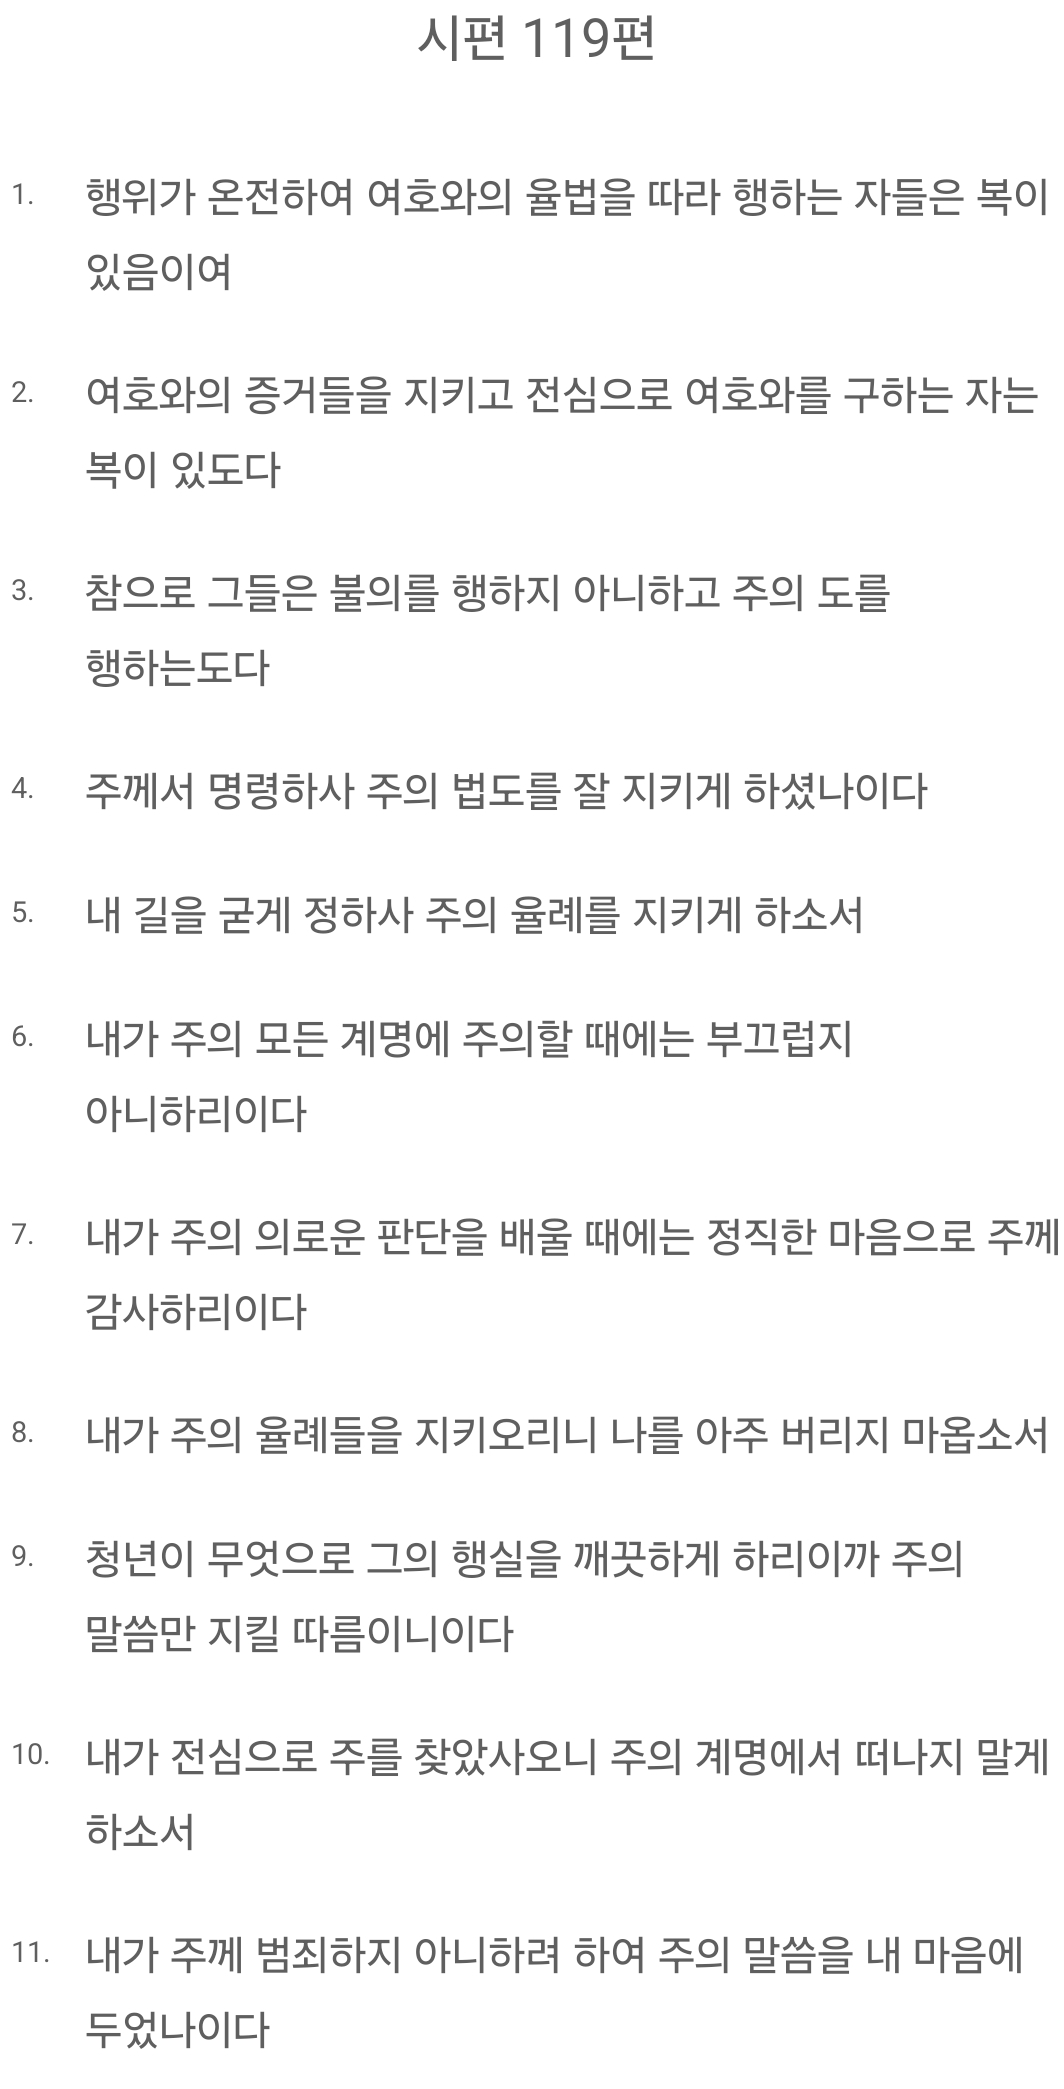 시편 119편
1. 행위가 온전하여 여호와의 율법을 따라 행하는 자들은 복이
있음이여
2. 여호와의 증거들을 지키고 전심으로 여호와를 구하는 자는
복이 있도다
3. 참으로 그들은 불의를 행하지 아니하고 주의 도를
행하는도다
4. 주께서 명령하사 주의 법도를 잘 지키게 하셨나이다
5. 내 길을 굳게 정하사 주의 율례를 지키게 하소서
6. 내가 주의 모든 계명에 주의할 때에는 부끄럽지
아니하리이다
7. 내가 주의 의로운 판단을 배울 때에는 정직한 마음으로 주께
감사하리이다
8. 내가 주의 율례들을 지키오리니 나를 아주 버리지 마옵소서
9. 청년이 무엇으로 그의 행실을 깨끗하게 하리이까 주의
말씀만 지킬 따름이니이다
10. 내가 전심으로 주를 찾았사오니 주의 계명에서 떠나지 말게
하소서
11. 내가 주께 범죄하지 아니하려 하여 주의 말씀을 내 마음에
두었나이다